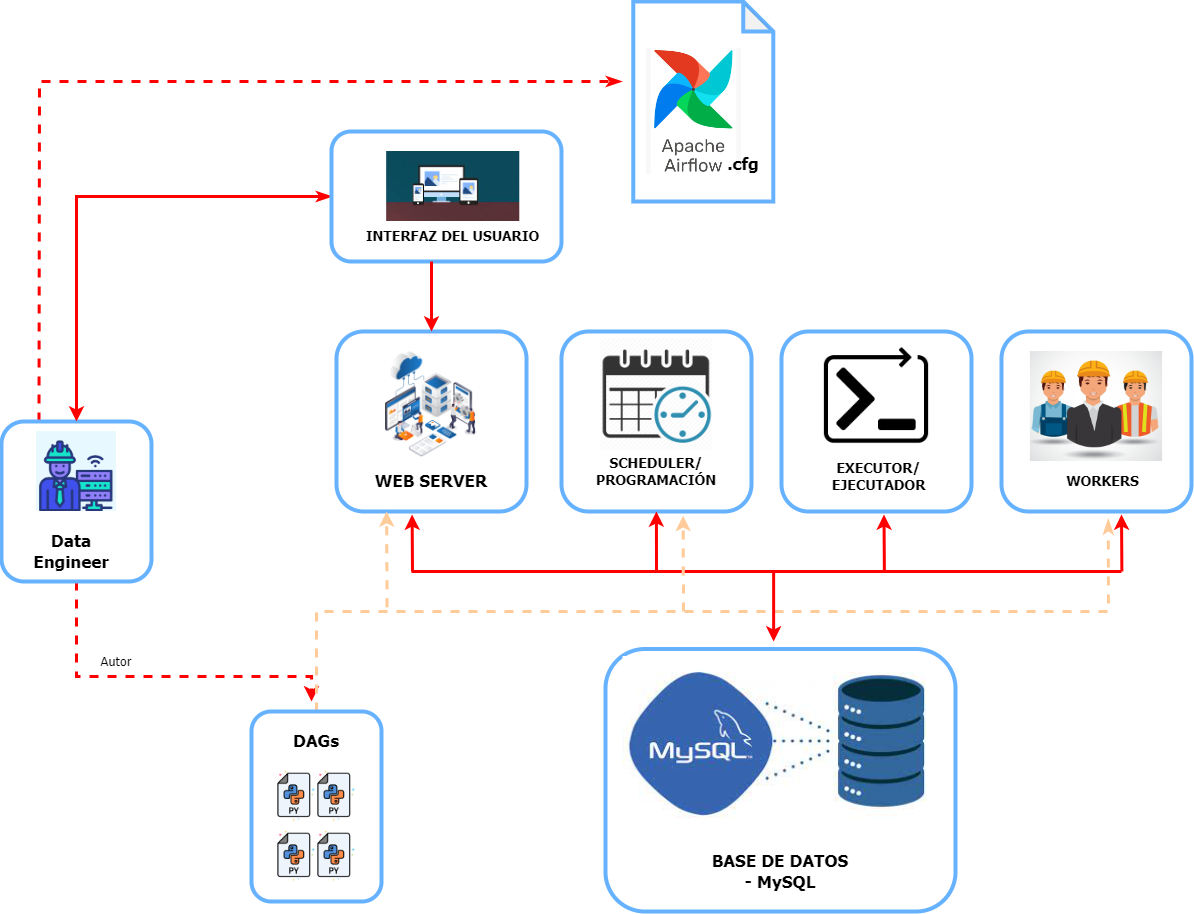 Apache
Airflow .cfg
INTERFAZ DEL USUARIO
WEB SERVER
SCHEDULER/
PROGRAMACIÓN
EXECUTOR/
EJECUTADOR
WORKERS
Data
Engineer
Autor
DAGs
PY PY
PY PY
MySQL™
BASE DE DATOS
- MySQL